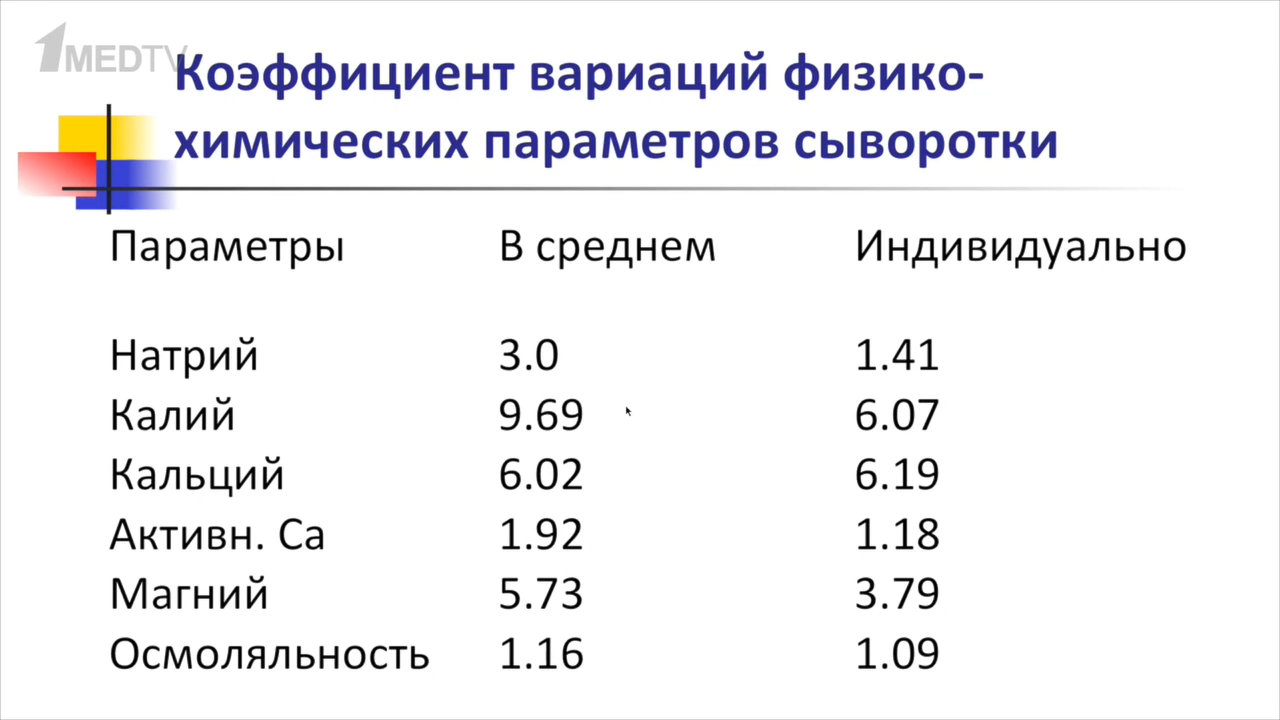 1MEDTV
Коэффициент вариаций физико-
химических параметров сыворотки
Параметры В среднем Индивидуально
Натрий 3.0 1.41
Калий 9.69 6.07
Кальций 6.02 6.19
Активн. Са 1.92 1.18
Магний 5.73 3.79
Осмоляльность 1.16 1.09